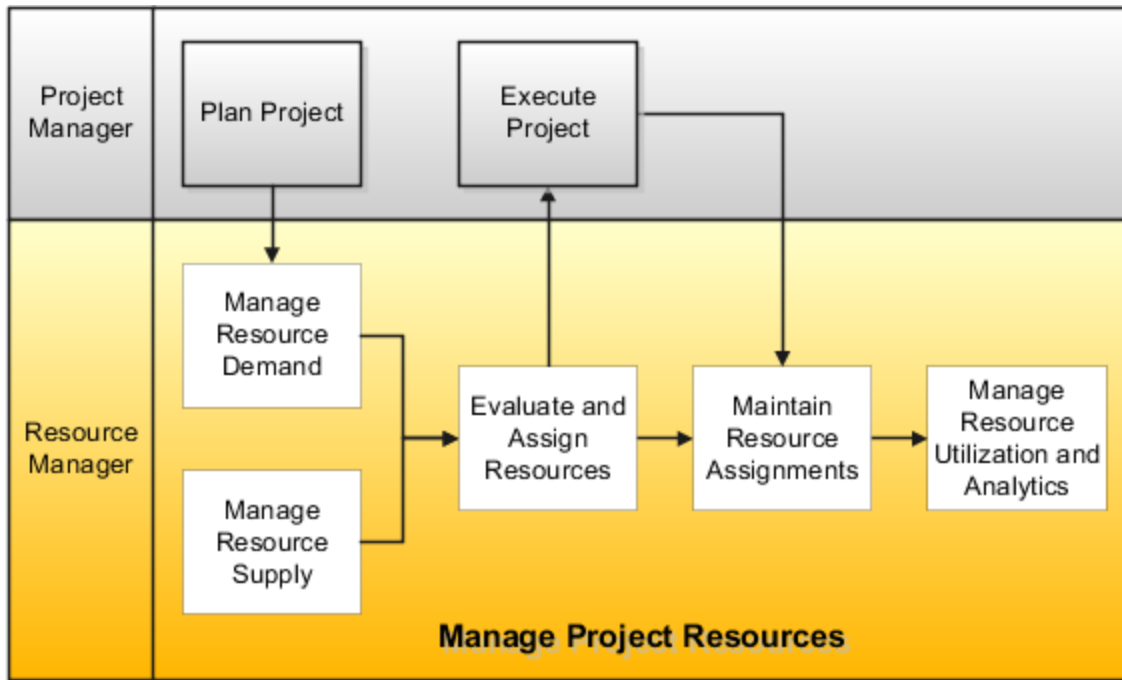 Project
Manager
Plan Project
Execute
Project
Resource
Manager
Manage
Resource
Demand
Manage
Resource
Supply
Evaluate and
Assign
Resources
Maintain
Resource
Assignments
Manage
Resource
Utilization and
Analytics
Manage Project Resources